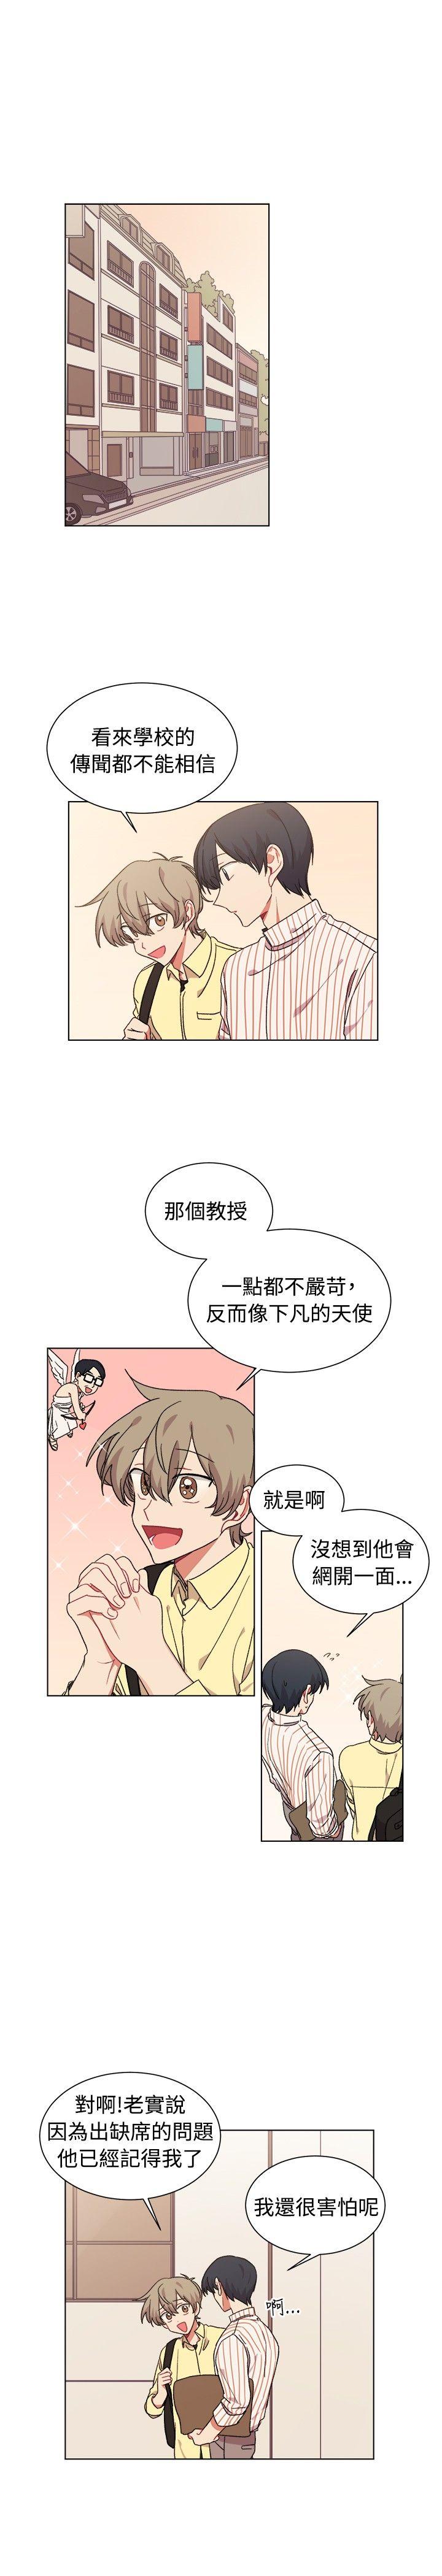 看來學校的
傳聞都不能相信
那個教授
一點都不嚴苛，
反而像下凡的天使
就是啊
沒想到他會
網開一面...
對啊!老實說
因為出缺席的問題
他已經記得我了
我還很害怕呢
啊...